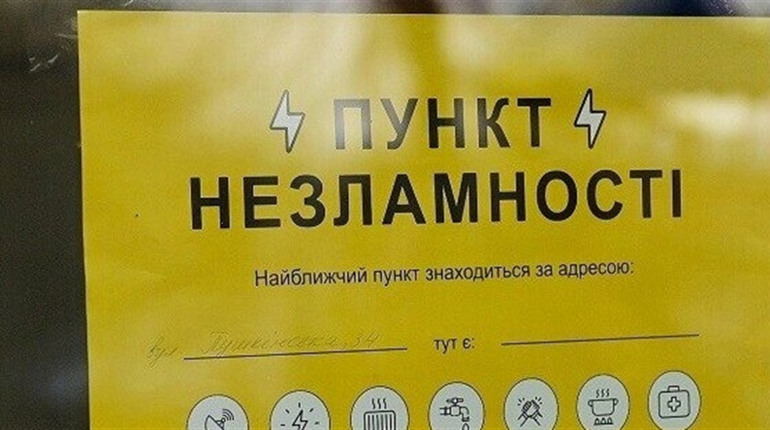 ПУНКТ
НЕЗЛАМНОСТІ
Найближчий пункт знаходиться за адресою:
вул. Пушкінська, 34 тут є: